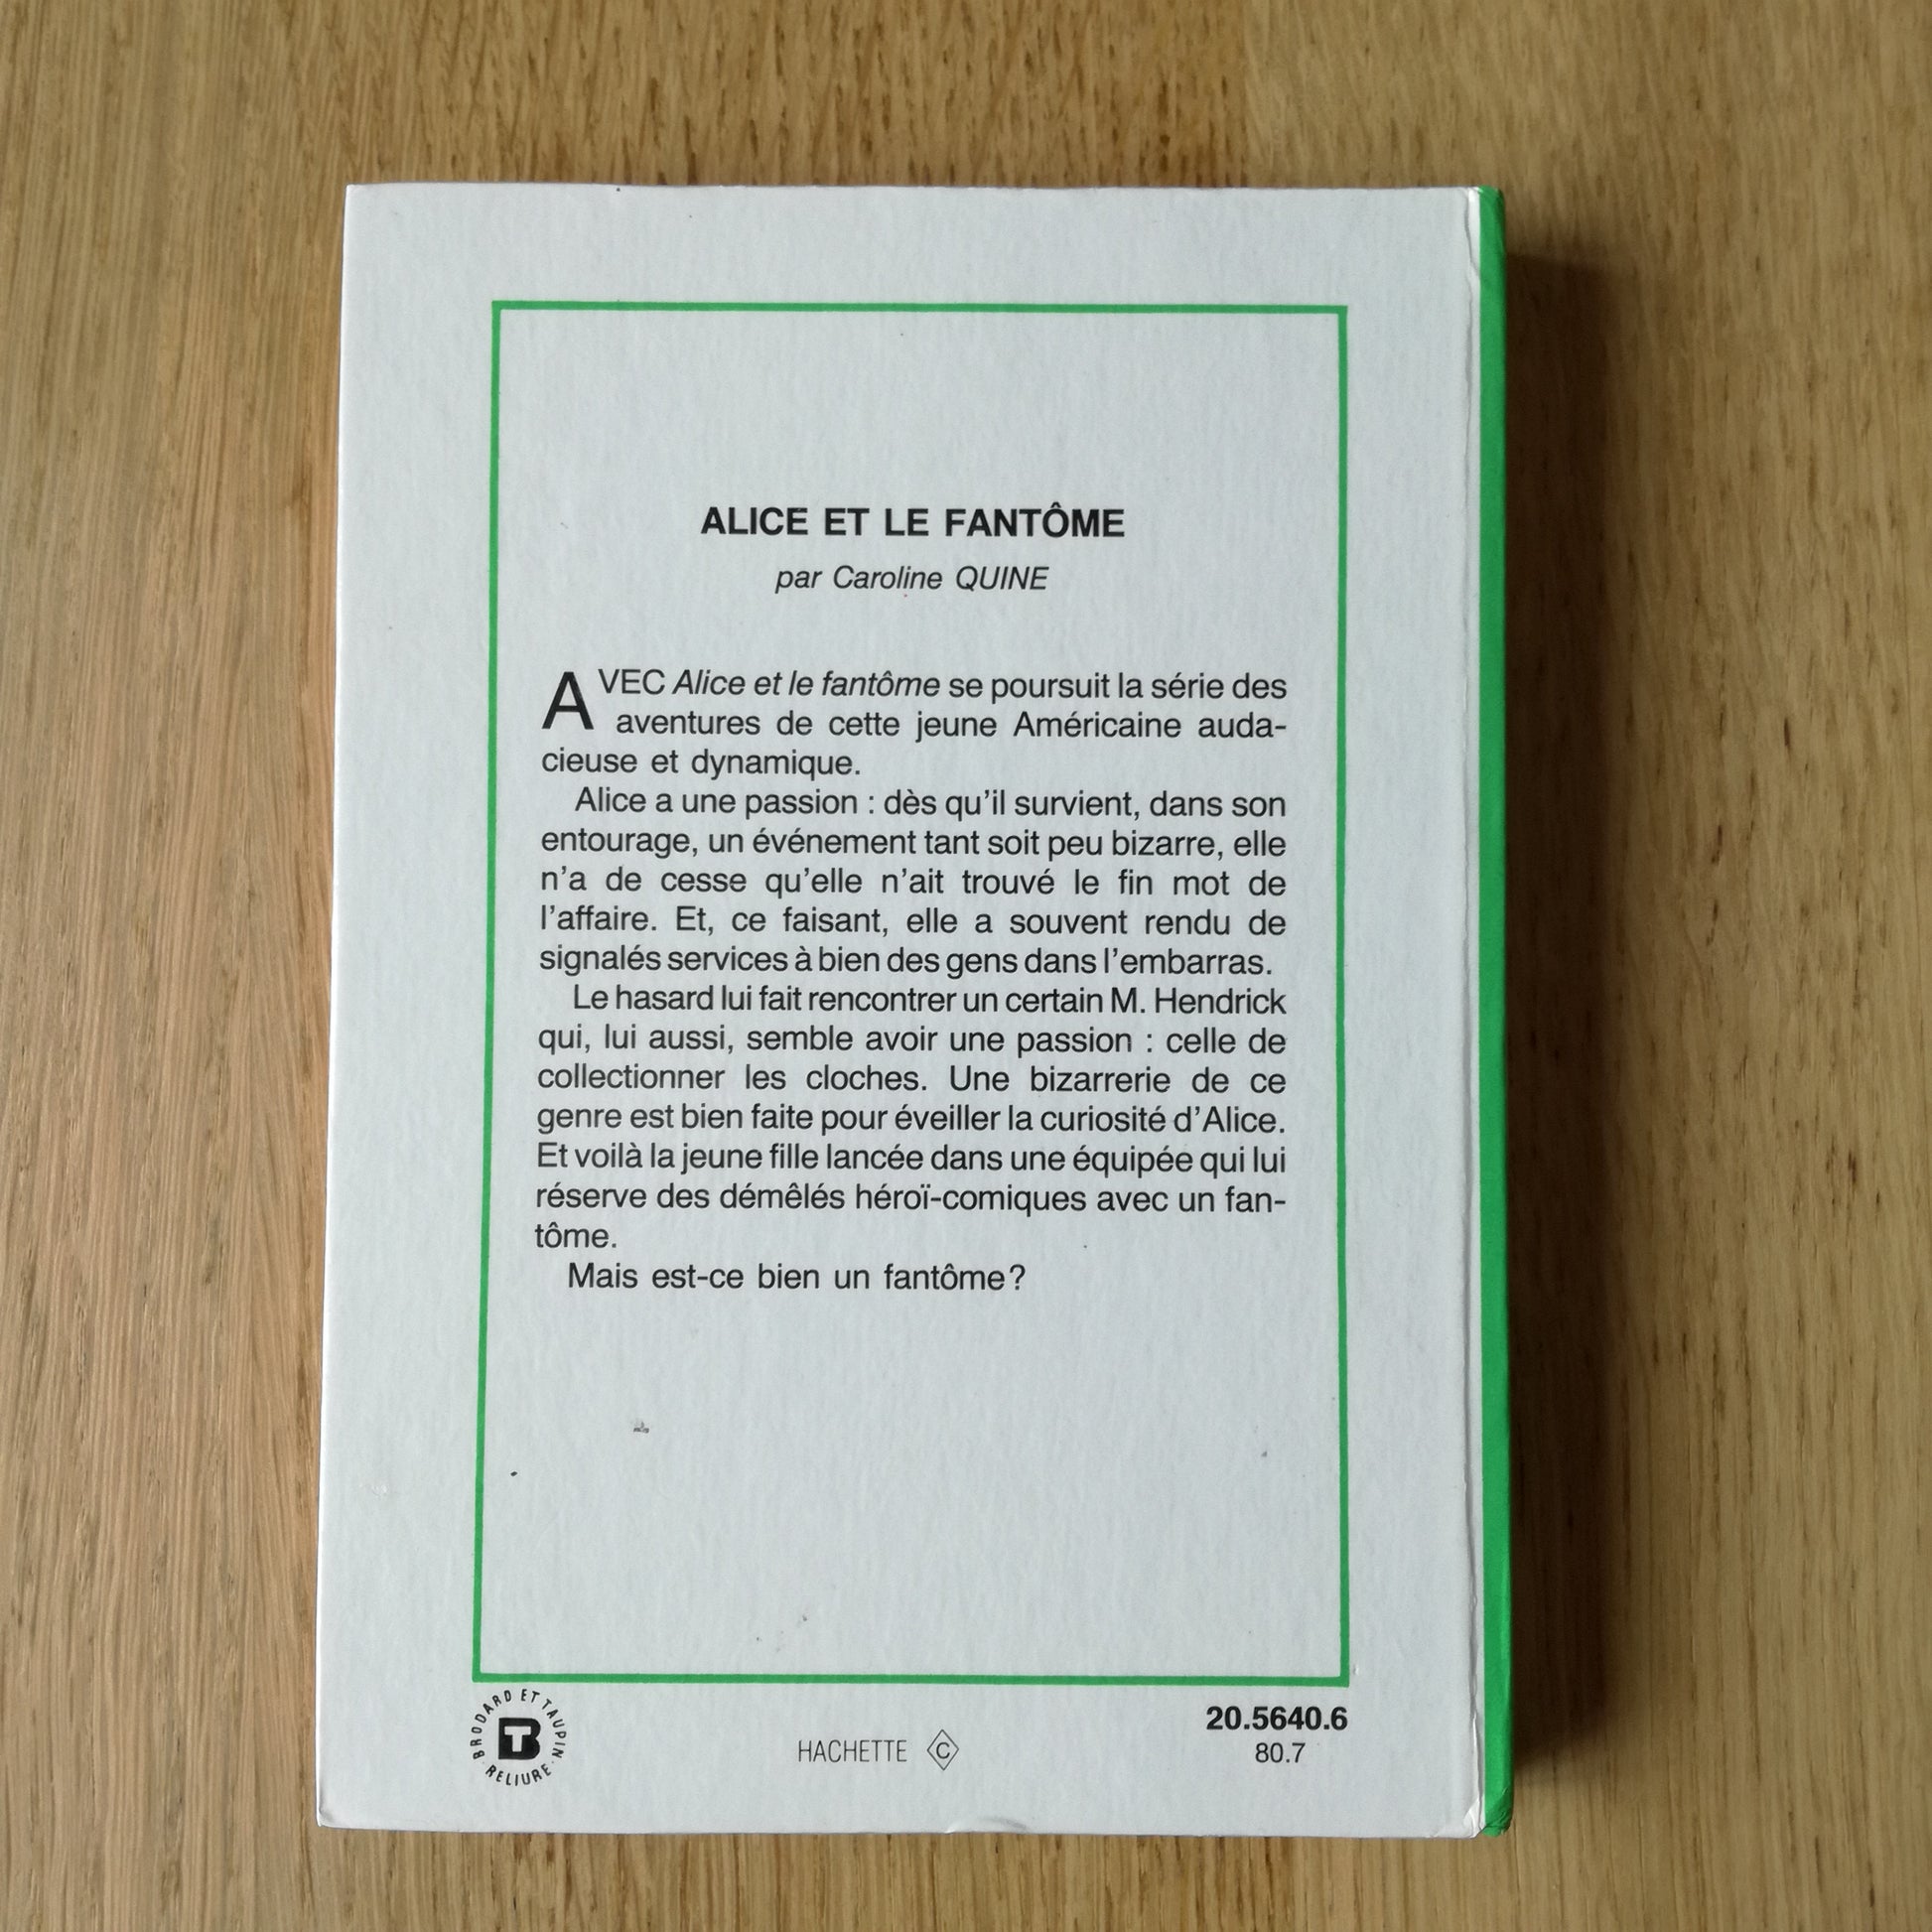 ALICE ET LE FANTÔME
par Caroline QUINE
AVEC Alice et le fantôme se poursuit la série des
aventures de cette jeune Américaine auda-
cieuse et dynamique.
Alice a une passion : dès qu'il survient, dans son
entourage, un événement tant soit peu bizarre, elle
n'a de cesse qu'elle n'ait trouvé le fin mot de
l'affaire. Et, ce faisant, elle a souvent rendu de
signalés services à bien des gens dans l'embarras.
Le hasard lui fait rencontrer un certain M. Hendrick
qui, lui aussi, semble avoir une passion : celle de
collectionner les cloches. Une bizarrerie de ce
genre est bien faite pour éveiller la curiosité d'Alice.
Et voilà la jeune fille lancée dans une équipée qui lui
réserve des démêlés héroï-comiques avec un fan-
tôme.
Mais est-ce bien un fantôme?
BRODARD ET TAUPIN
BT
RELIURE
HACHETTE C
20.5640.6
80.7